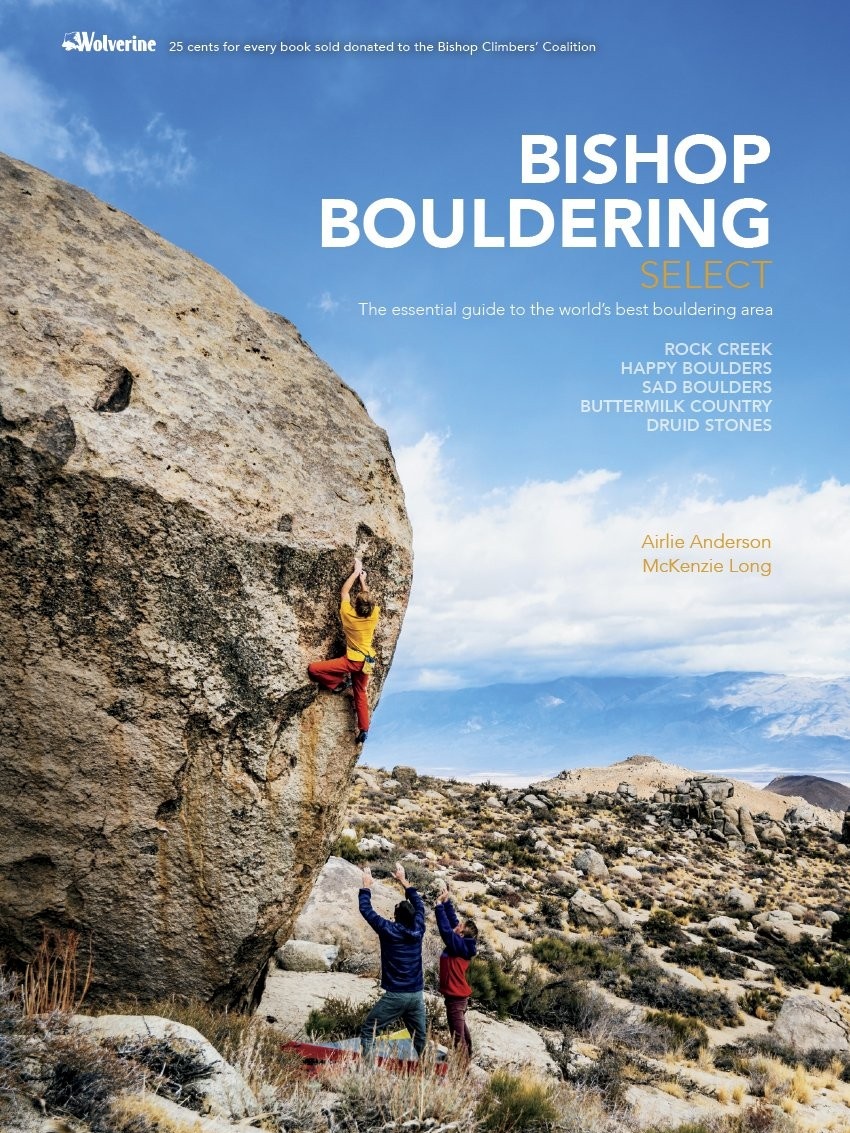 Wolverine 25 cents for every book sold donated to the Bishop Climbers' Coalition
BISHOP
BOULDERING
SELECT
The essential guide to the world's best bouldering area
ROCK CREEK
HAPPY BOULDERS
SAD BOULDERS
BUTTERMILK COUNTRY
DRUID STONES
Airlie Anderson
McKenzie Long